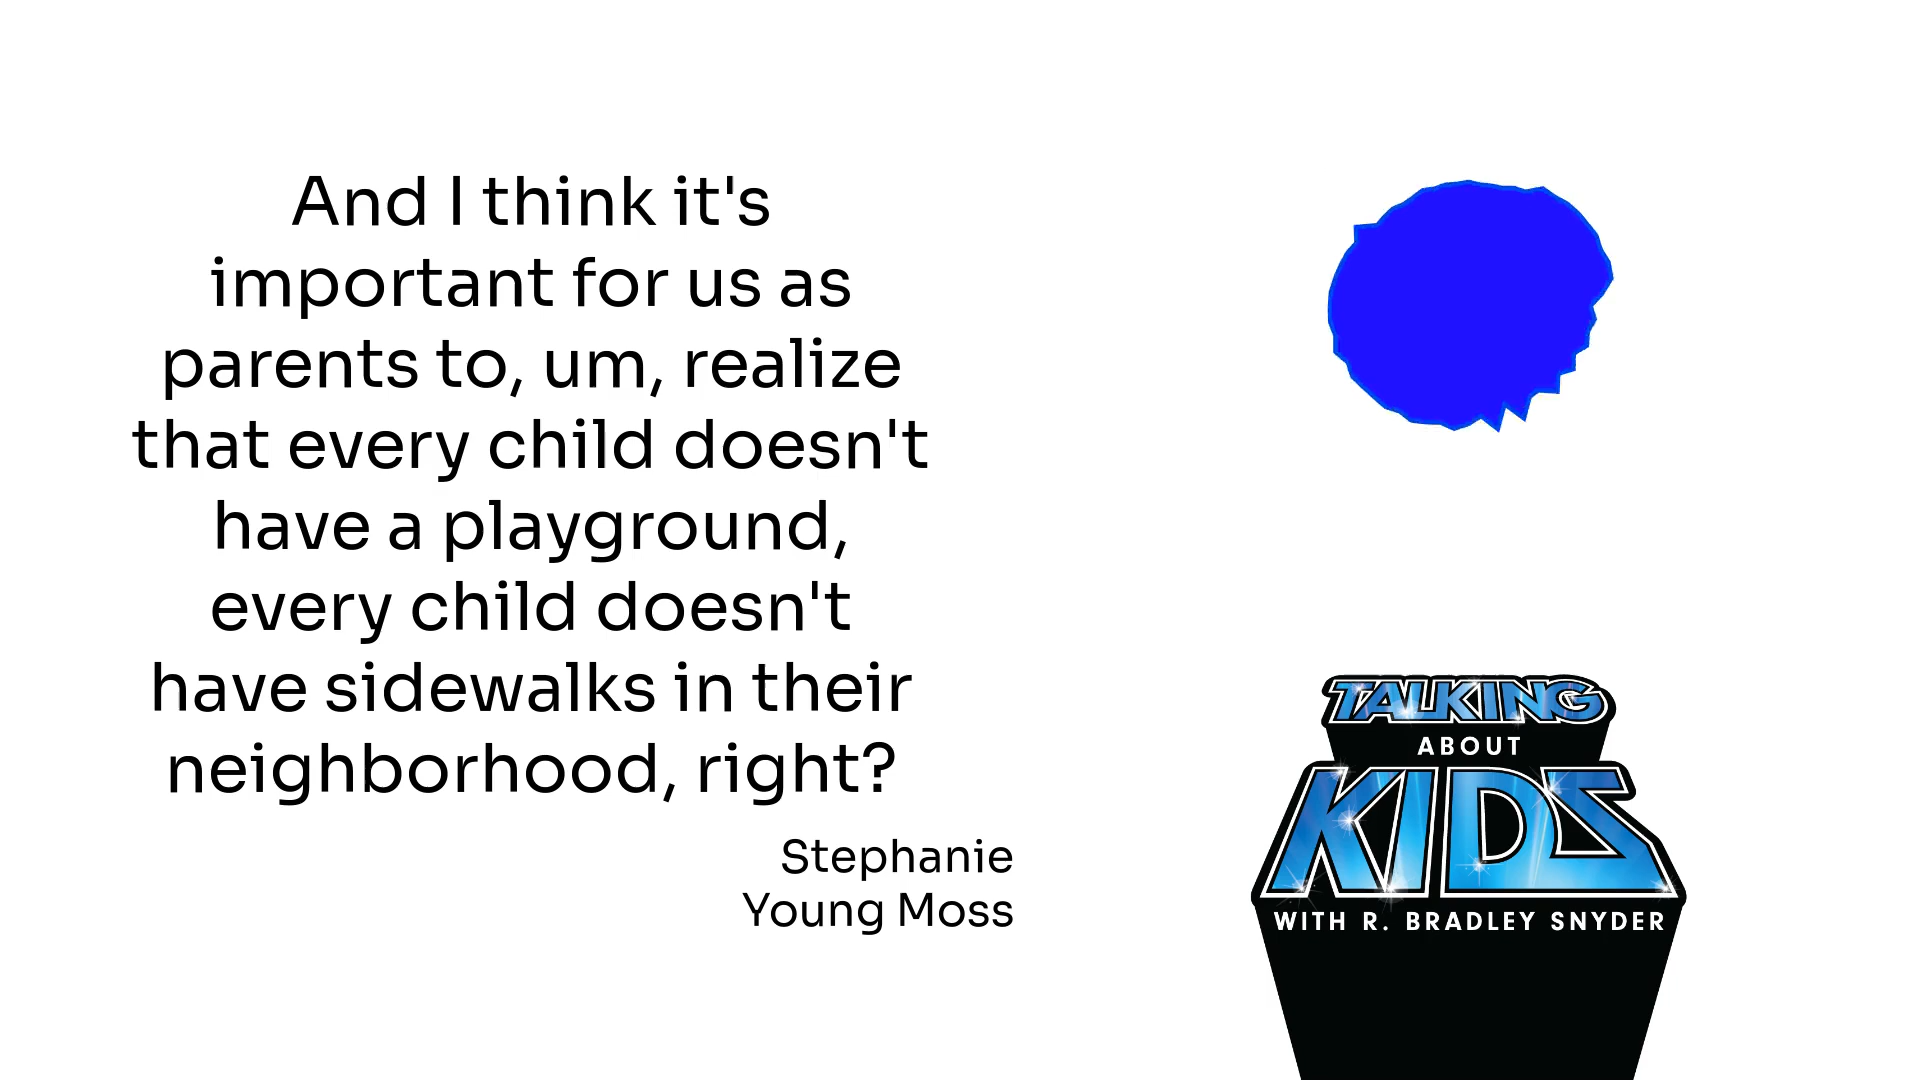 And I think it's
important for us as
parents to, um, realize
that every child doesn't
have a playground,
every child doesn't
have sidewalks in their
neighborhood, right?
Stephanie
Young Moss
TALKING
ABOUT
KIDS
WITH R. BRADLEY SNYDER